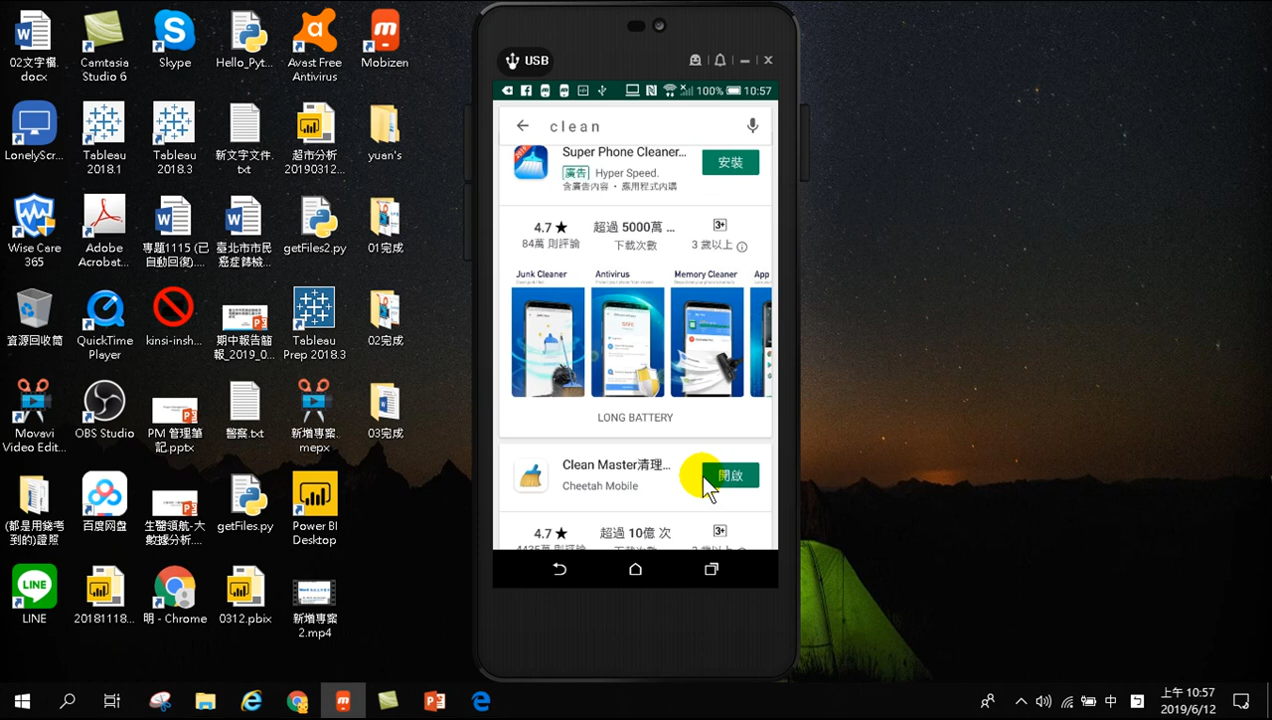 02文字檔.
docx
Camtasia
Studio 6
Skype
Hello_Pyt...
Avast Free
Antivirus
Mobizen
LonelyScr...
Tableau
2018.1
Tableau
2018.3
新文字文件.
txt
超市分析
20190312...
yuan's
Wise Care
365
Adobe
Acrobat...
專題1115 (已
自動回復)....
臺北市市民
癌症篩檢...
getFiles2.py
01完成
資源回收筒
QuickTime
Player
kinsi-insh...
期中報告簡
報_2019_0...
Tableau
Prep 2018.3
02完成
Movavi
Video Edit...
OBS Studio
PM 管理筆
記.pptx
警察.txt
新增專案.
mepx
03完成
(都是用幾考
到的)證照
百度网盘
生醫領航-大
數據分析....
getFiles.py
Power BI
Desktop
LINE
20181118...
明 - Chrome
0312.pbix
新增專案
2.mp4
USB
100% 10:57
clean
Super Phone Cleaner...
安裝
廣告 Hyper Speed.
含廣告內容・應用程式內購
4.7 ★ 超過 5000萬 ... 3+
84萬 則評論 下載次數 3 歲以上
Junk Cleaner Antivirus Memory Cleaner App
LONG BATTERY
Clean Master清理...
開啟
Cheetah Mobile
4.7 ★ 超過 10億 次 3+
上午 10:57
2019/6/12
中